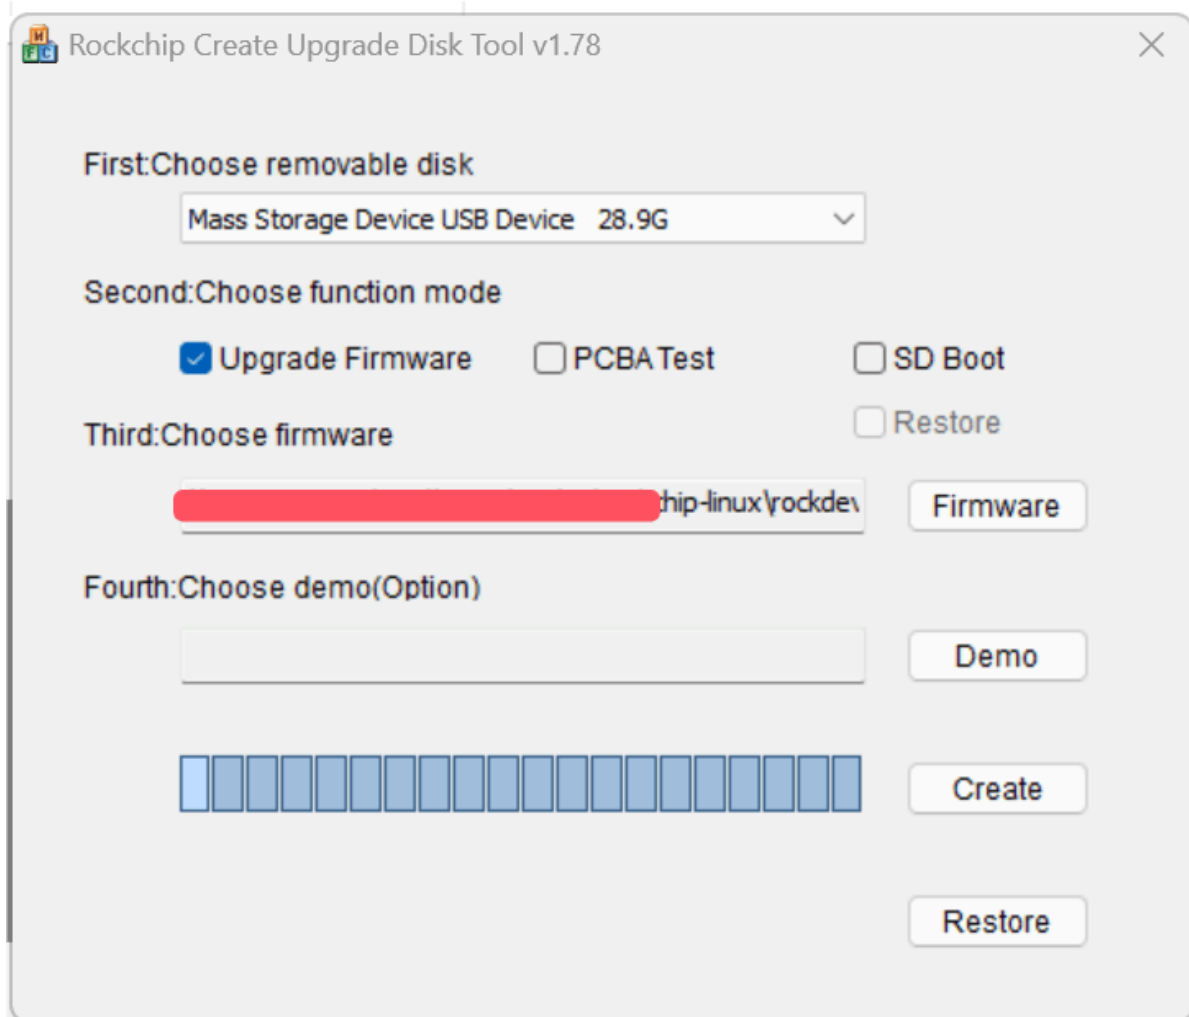 Rockchip Create Upgrade Disk Tool v1.78
First:Choose removable disk
Mass Storage Device USB Device 28.9G
Second:Choose function mode
Upgrade Firmware PCBA Test SD Boot
Restore
Third:Choose firmware
hip-linux\rockdev Firmware
Fourth:Choose demo(Option)
Demo
Create
Restore